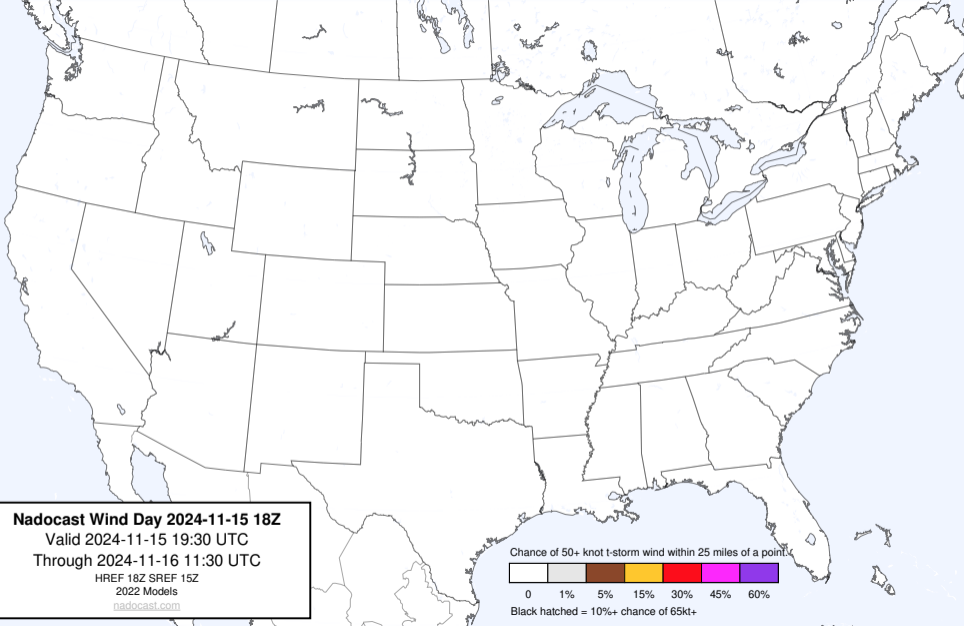 Nadocast Wind Day 2024-11-15 18Z
Valid 2024-11-15 19:30 UTC
Through 2024-11-16 11:30 UTC
HREF 18Z SREF 15Z
2022 Models
nadocast.com
Chance of 50+ knot t-storm wind within 25 miles of a point.
0 1% 5% 15% 30% 45% 60%
Black hatched = 10%+ chance of 65kt+